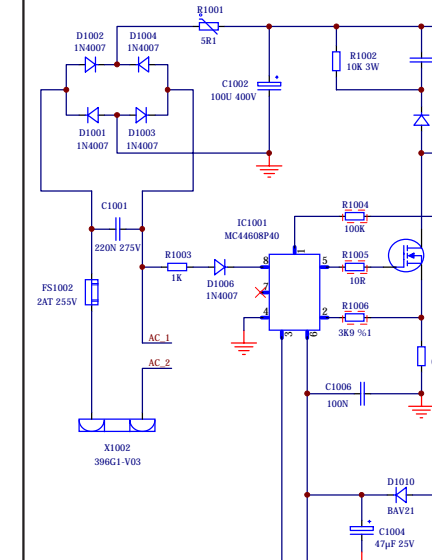 R1001
5R1
D1002
1N4007
D1004
1N4007
R1002
10K 3W
C1002
100U 400V
D1001
1N4007
D1003
1N4007
C1001
220N 275V
R1004
100K
IC1001
MC44608P40
1
R1003
1K
D1006
1N4007
8
7
4
5
2
3
6
R1005
10R
FS1002
2AT 255V
R1006
3K9 %1
AC_1
AC_2
C1006
100N
X1002
396G1-V03
D1010
BAV21
C1004
47µF 25V